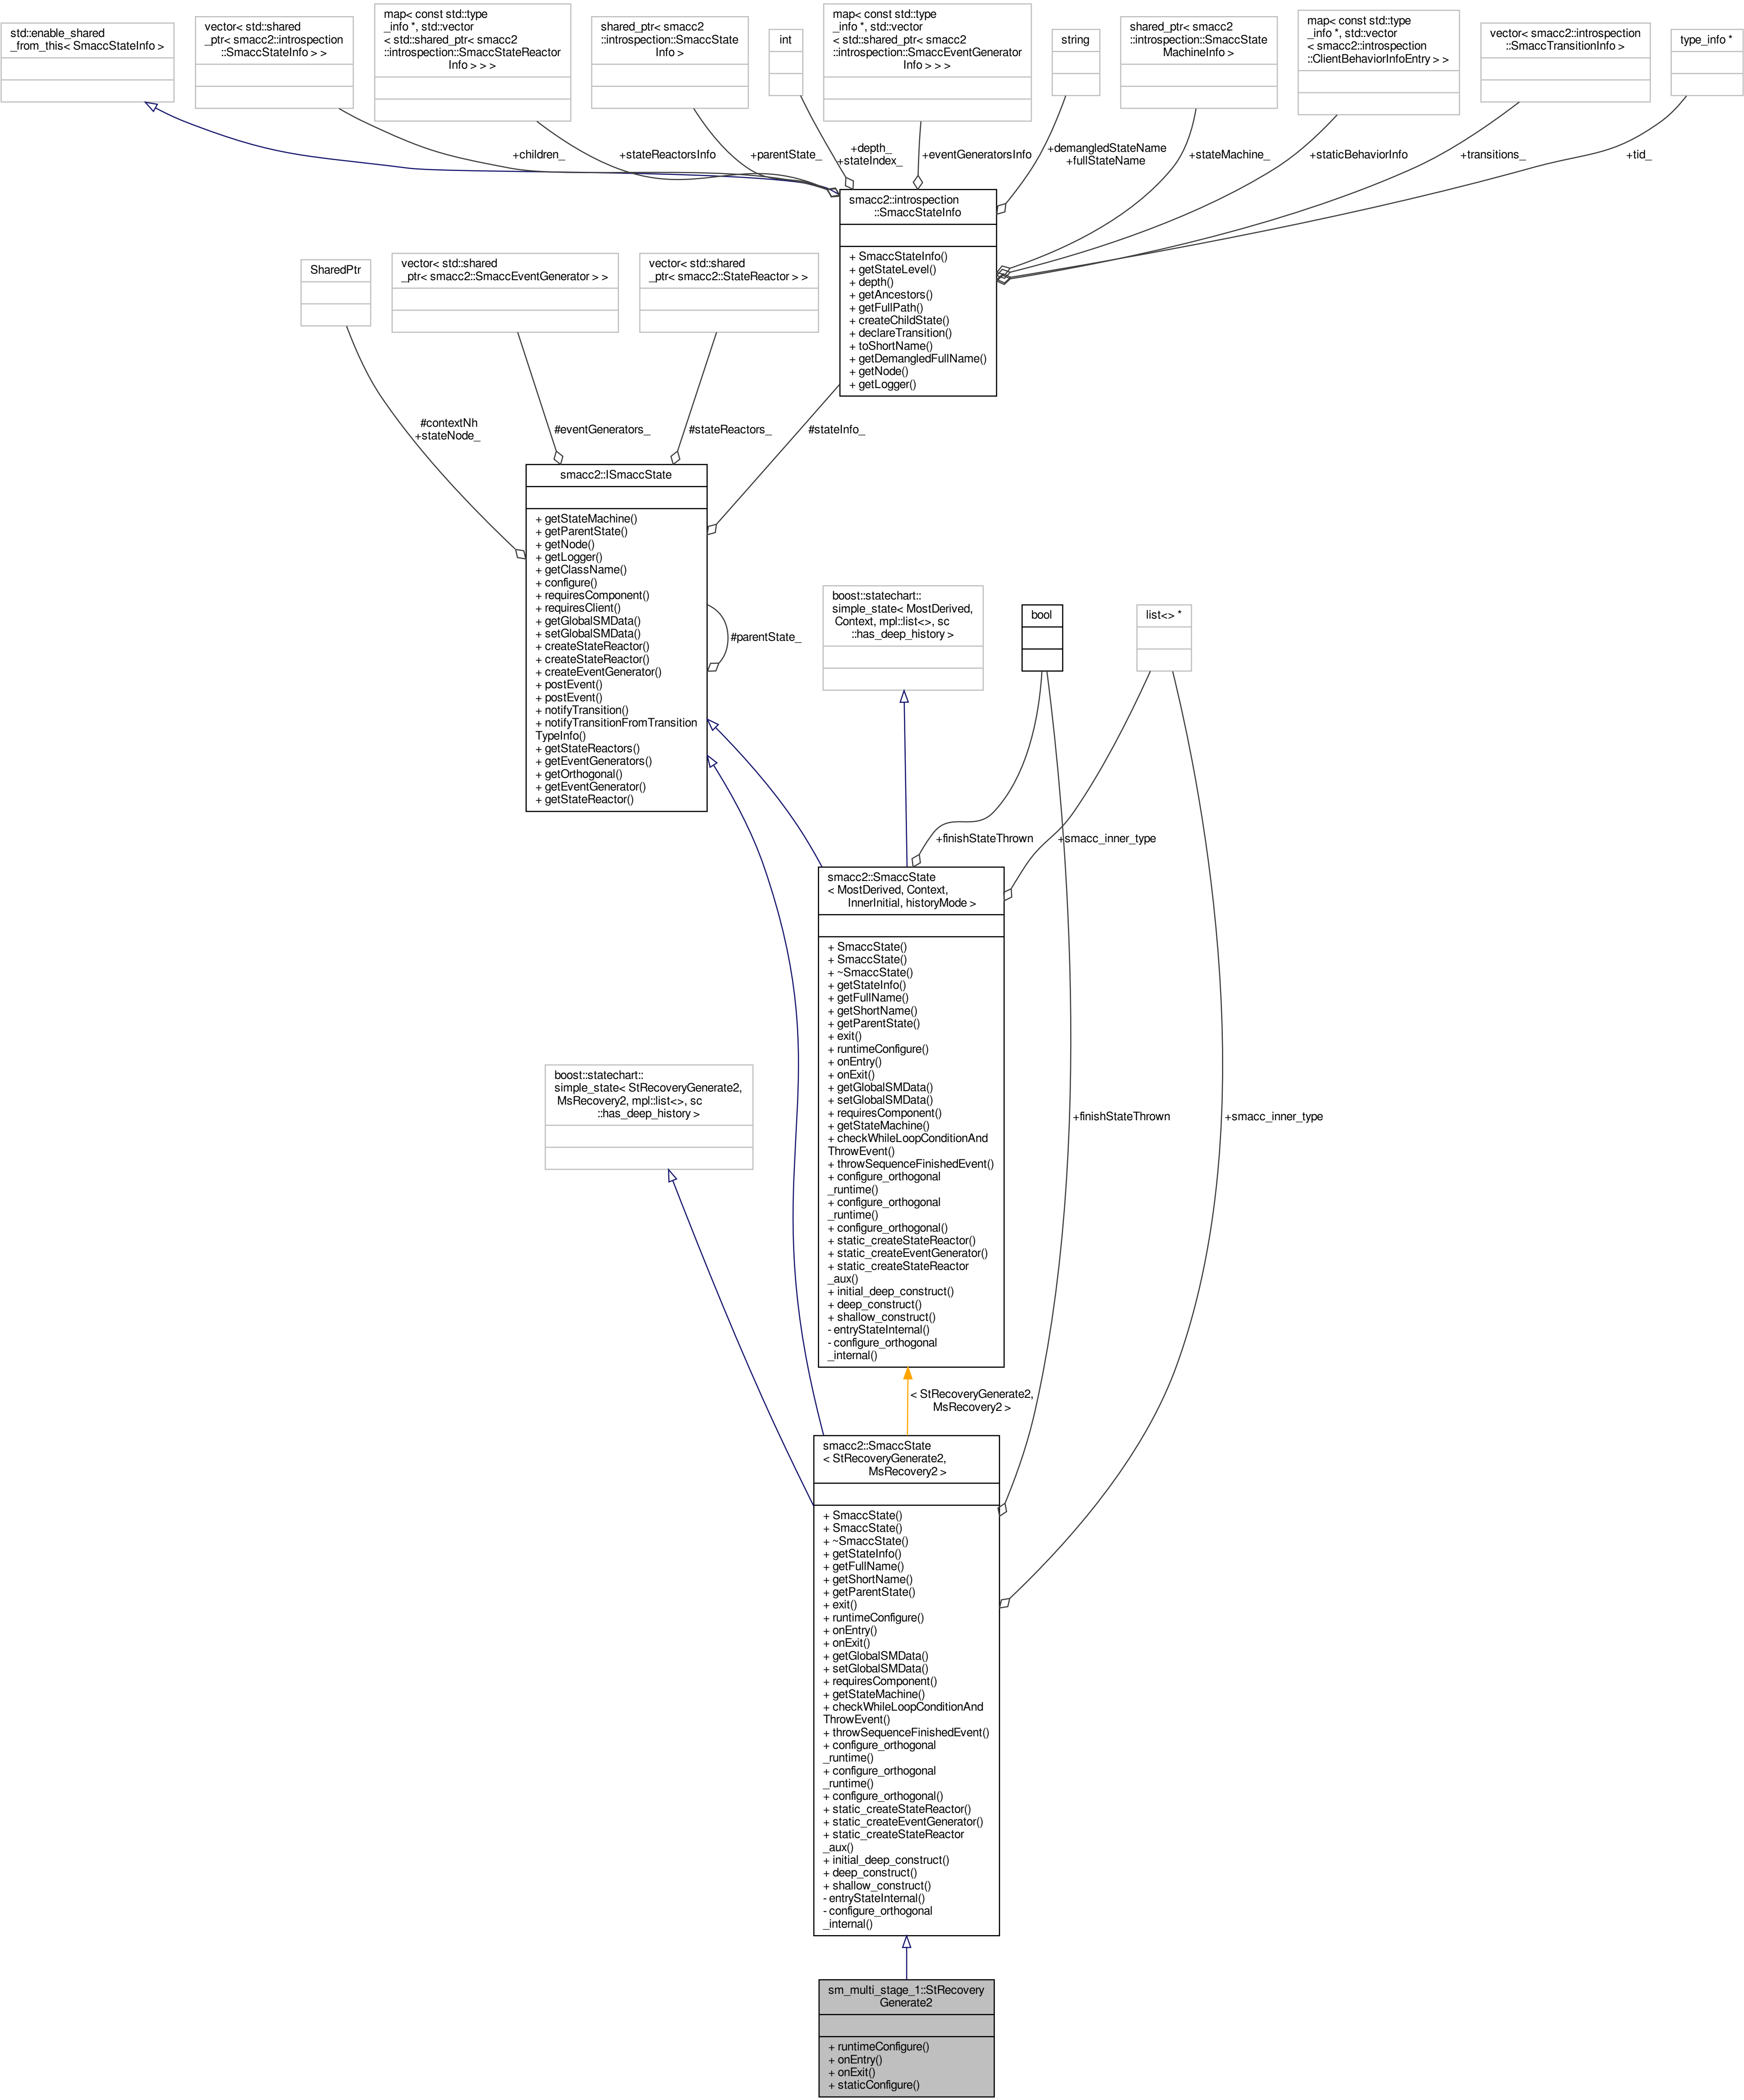 std::enable_shared
_from_this< SmaccStateInfo >
vector< std::shared
_ptr< smacc2::introspection
::SmaccStateInfo > >
map< const std::type
_info *, std::vector
< std::shared_ptr< smacc2
::introspection::SmaccStateReactor
Info > > >
shared_ptr< smacc2
::introspection::SmaccState
Info >
int
map< const std::type
_info *, std::vector
< std::shared_ptr< smacc2
::introspection::SmaccEventGenerator
Info > > >
string
shared_ptr< smacc2
::introspection::SmaccState
MachineInfo >
map< const std::type
_info *, std::vector
< smacc2::introspection
::ClientBehaviorInfoEntry > >
vector< smacc2::introspection
::SmaccTransitionInfo >
type_info *
+children_
+stateReactorsInfo
+parentState_
+depth_
+stateIndex_
+eventGeneratorsInfo
+demangledStateName
+fullStateName
+stateMachine_
+staticBehaviorInfo
+transitions_
+tid_
smacc2::introspection
::SmaccStateInfo
+ SmaccStateInfo()
+ getStateLevel()
+ depth()
+ getAncestors()
+ getFullPath()
+ createChildState()
+ declareTransition()
+ toShortName()
+ getDemangledFullName()
+ getNode()
+ getLogger()
SharedPtr
vector< std::shared
_ptr< smacc2::SmaccEventGenerator > >
vector< std::shared
_ptr< smacc2::StateReactor > >
#contextNh
+stateNode_
#eventGenerators_
#stateReactors_
#stateInfo_
smacc2::ISmaccState
+ getStateMachine()
+ getParentState()
+ getNode()
+ getLogger()
+ getClassName()
+ configure()
+ requiresComponent()
+ requiresClient()
+ getGlobalSMData()
+ setGlobalSMData()
+ createStateReactor()
+ createStateReactor()
+ createEventGenerator()
+ postEvent()
+ postEvent()
+ notifyTransition()
+ notifyTransitionFromTransition
TypeInfo()
+ getStateReactors()
+ getEventGenerators()
+ getOrthogonal()
+ getEventGenerator()
+ getStateReactor()
#parentState_
boost::statechart::
simple_state< MostDerived,
Context, mpl::list<>, sc
::has_deep_history >
bool
list<> *
+finishStateThrown
+smacc_inner_type
smacc2::SmaccState
< MostDerived, Context,
InnerInitial, historyMode >
+ SmaccState()
+ SmaccState()
+ ~SmaccState()
+ getStateInfo()
+ getFullName()
+ getShortName()
+ getParentState()
+ exit()
+ runtimeConfigure()
+ onEntry()
+ onExit()
+ getGlobalSMData()
+ setGlobalSMData()
+ requiresComponent()
+ getStateMachine()
+ checkWhileLoopConditionAnd
ThrowEvent()
+ throwSequenceFinishedEvent()
+ configure_orthogonal
_runtime()
+ configure_orthogonal
_runtime()
+ configure_orthogonal()
+ static_createStateReactor()
+ static_createEventGenerator()
+ static_createStateReactor
_aux()
+ initial_deep_construct()
+ deep_construct()
+ shallow_construct()
- entryStateInternal()
- configure_orthogonal
_internal()
boost::statechart::
simple_state< StRecoveryGenerate2,
MsRecovery2, mpl::list<>, sc
::has_deep_history >
+finishStateThrown
+smacc_inner_type
< StRecoveryGenerate2,
MsRecovery2 >
smacc2::SmaccState
< StRecoveryGenerate2,
MsRecovery2 >
+ SmaccState()
+ SmaccState()
+ ~SmaccState()
+ getStateInfo()
+ getFullName()
+ getShortName()
+ getParentState()
+ exit()
+ runtimeConfigure()
+ onEntry()
+ onExit()
+ getGlobalSMData()
+ setGlobalSMData()
+ requiresComponent()
+ getStateMachine()
+ checkWhileLoopConditionAnd
ThrowEvent()
+ throwSequenceFinishedEvent()
+ configure_orthogonal
_runtime()
+ configure_orthogonal
_runtime()
+ configure_orthogonal()
+ static_createStateReactor()
+ static_createEventGenerator()
+ static_createStateReactor
_aux()
+ initial_deep_construct()
+ deep_construct()
+ shallow_construct()
- entryStateInternal()
- configure_orthogonal
_internal()
sm_multi_stage_1::StRecovery
Generate2
+ runtimeConfigure()
+ onEntry()
+ onExit()
+ staticConfigure()